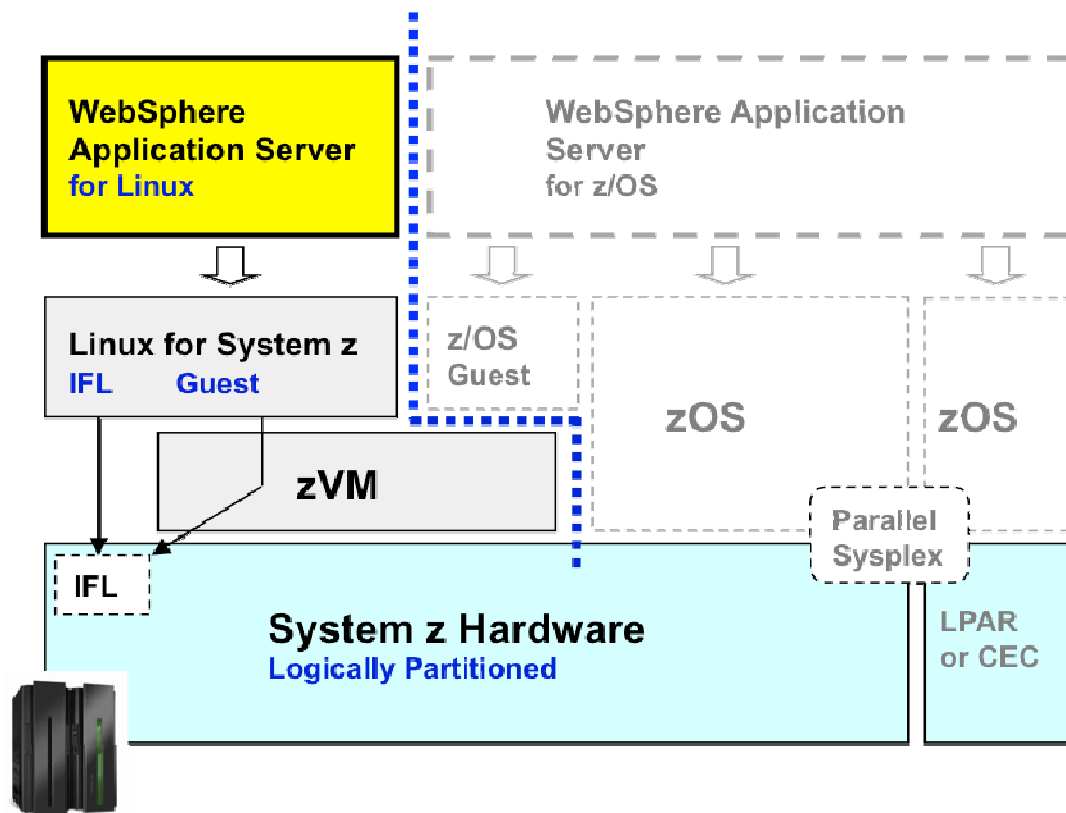 WebSphere
Application Server
for Linux
WebSphere Application
Server
for z/OS
Linux for System z
IFL Guest
z/OS
Guest
zOS
zOS
zVM
Parallel
Sysplex
IFL
System z Hardware
Logically Partitioned
LPAR
or CEC